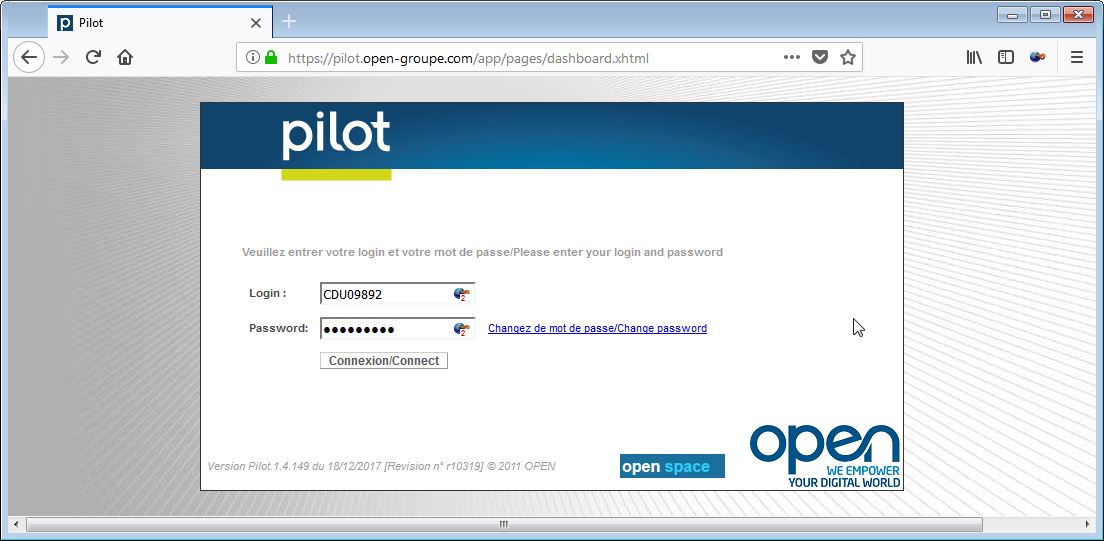 Pilot
https://pilot.open-groupe.com/app/pages/dashboard.xhtml
pilot
Veuillez entrer votre login et votre mot de passe/Please enter your login and password
Login : CDU09892
Password: ●●●●●●●●● Changez de mot de passe/Change password
Connexion/Connect
open
WE EMPOWER
YOUR DIGITAL WORLD
Version Pilot.1.4.149 du 18/12/2017 [Revision n° r10319] © 2011 OPEN
open space